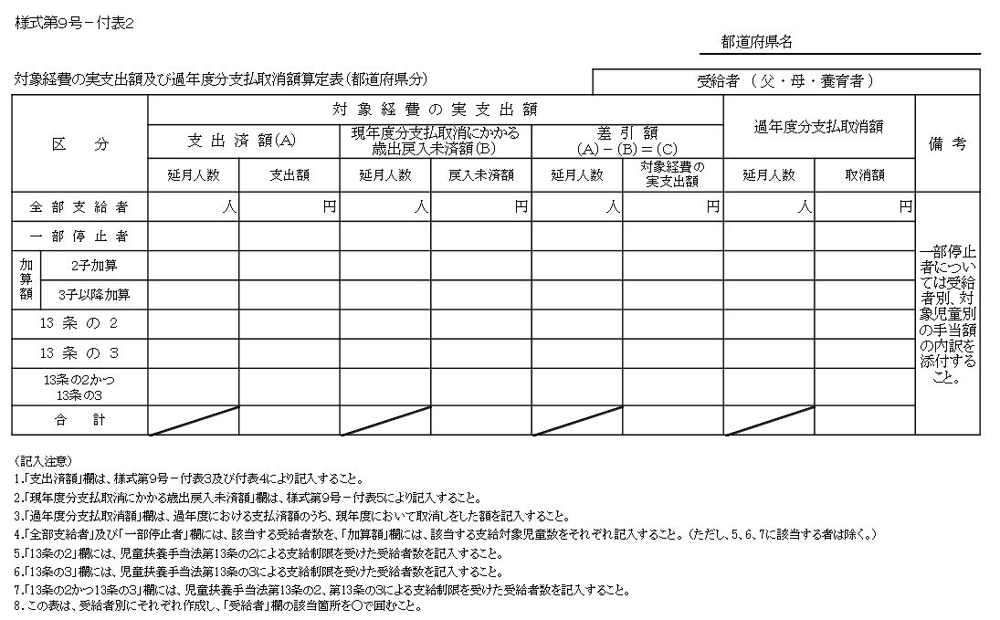 様式第9号－付表2
都道府県名
対象経費の実支出額及び過年度分支払取消額算定表(都道府県分)
受給者 (父・母・養育者)
区　分
対象経費の実支出額
過年度分支払取消額
備考
支出済額(A)
現年度分支払取消にかかる
歳出戻入未済額(B)
差引額
(A)－(B)＝(C)
延月人数
支出額
延月人数
戻入未済額
延月人数
対象経費の
実支出額
延月人数
取消額
全部支給者
人
円
人
円
人
円
人
円
一部停止者
加算額
2子加算
3子以降加算
13条の2
13条の3
13条の2かつ
13条の3
合　計
一部停止
者につい
ては受給
者別、対
象児童別
の手当額
の内訳を
添付する
こと。
(記入注意)
1.「支出済額」欄は、様式第9号－付表3及び付表4により記入すること。
2.「現年度分支払取消にかかる歳出戻入未済額」欄は、様式第9号－付表5により記入すること。
3.「過年度分支払取消額」欄は、過年度における支払済額のうち、現年度において取消しをした額を記入すること。
4.「全部支給者」及び「一部停止者」欄には、該当する受給者数を、「加算額」欄には、該当する支給対象児童数をそれぞれ記入すること。(ただし、5、6、7に該当する者は除く。)
5.「13条の2」欄には、児童扶養手当法第13条の2による支給制限を受けた受給者数を記入すること。
6.「13条の3」欄には、児童扶養手当法第13条の3による支給制限を受けた受給者数を記入すること。
7.「13条の2かつ13条の3」欄には、児童扶養手当法第13条の2、第13条の3による支給制限を受けた受給者数を記入すること。
8.この表は、受給者別にそれぞれ作成し、「受給者」欄の該当箇所を○で囲むこと。